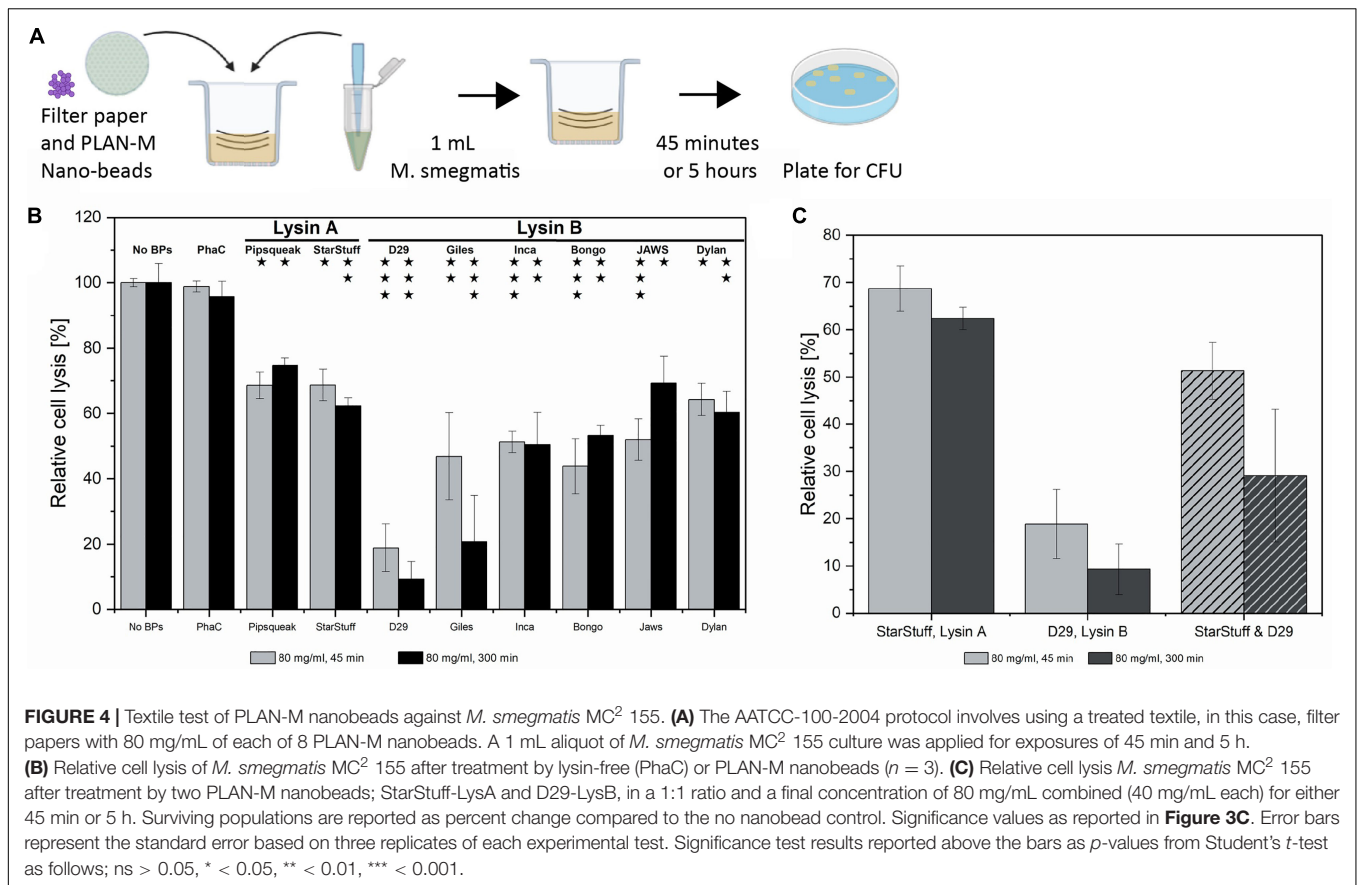 A
Filter paper
and PLAN-M
Nano-beads
1 mL
M. smegmatis
45 minutes
or 5 hours
Plate for CFU
B
Relative cell lysis [%]
120
100
80
60
40
20
0
Lysin A
Lysin B
No BPs PhaC Pipsqueak StarStuff D29 Giles Inca Bongo JAWS Dylan
★ ★ ★ ★ ★ ★ ★ ★ ★ ★ ★ ★ ★ ★ ★ ★
★ ★ ★ ★ ★ ★ ★ ★ ★ ★ ★
★ ★ ★ ★ ★ ★
No BPs PhaC Pipsqueak StarStuff D29 Giles Inca Bongo Jaws Dylan
80 mg/ml, 45 min 80 mg/ml, 300 min
C
Relative cell lysis [%]
80
70
60
50
40
30
20
10
0
StarStuff, Lysin A D29, Lysin B StarStuff & D29
80 mg/ml, 45 min 80 mg/ml, 300 min
FIGURE 4 | Textile test of PLAN-M nanobeads against M. smegmatis MC² 155. (A) The AATCC-100-2004 protocol involves using a treated textile, in this case, filter
papers with 80 mg/mL of each of 8 PLAN-M nanobeads. A 1 mL aliquot of M. smegmatis MC² 155 culture was applied for exposures of 45 min and 5 h.
(B) Relative cell lysis of M. smegmatis MC² 155 after treatment by lysin-free (PhaC) or PLAN-M nanobeads (n = 3). (C) Relative cell lysis M. smegmatis MC² 155
after treatment by two PLAN-M nanobeads; StarStuff-LysA and D29-LysB, in a 1:1 ratio and a final concentration of 80 mg/mL combined (40 mg/mL each) for either
45 min or 5 h. Surviving populations are reported as percent change compared to the no nanobead control. Significance values as reported in Figure 3C. Error bars
represent the standard error based on three replicates of each experimental test. Significance test results reported above the bars as p-values from Student's t-test
as follows; ns > 0.05, * < 0.05, ** < 0.01, *** < 0.001.